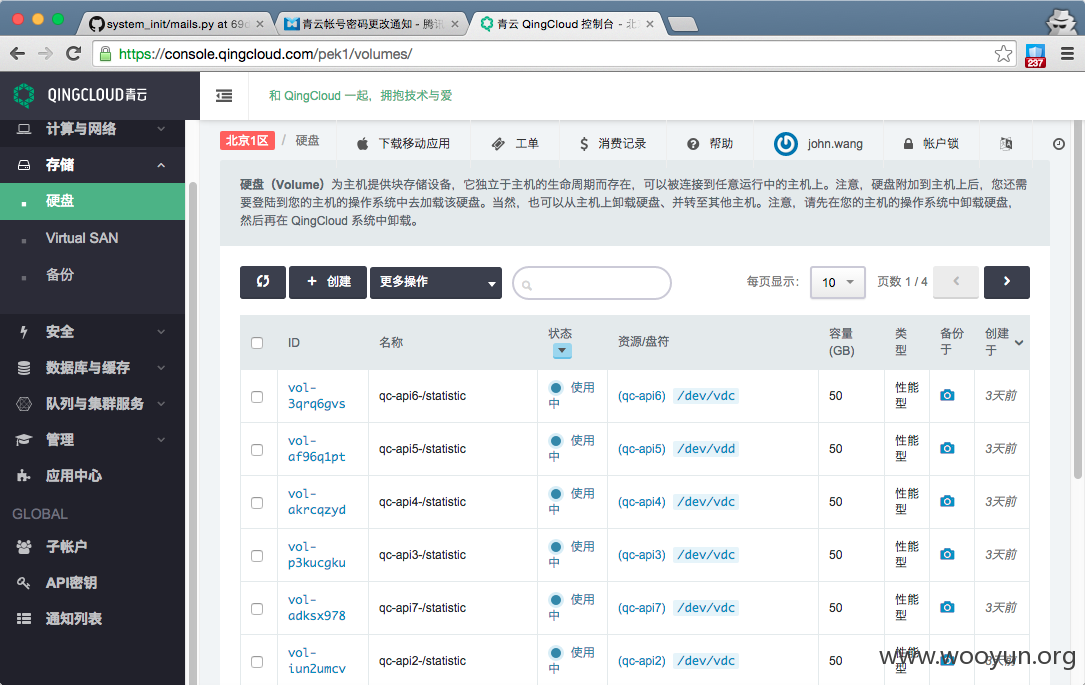 system_init/mails.py at 69c
青云帐号密码更改通知 - 腾讯
青云 QingCloud 控制台 - 北京
https://console.qingcloud.com/pek1/volumes/
237
QINGCLOUD青云
和 QingCloud 一起，拥抱技术与爱
计算与网络
存储
硬盘
Virtual SAN
备份
安全
数据库与缓存
队列与集群服务
管理
应用中心
GLOBAL
子帐户
API密钥
通知列表
北京1区 / 硬盘
下载移动应用
工单
消费记录
帮助
john.wang
帐户锁
硬盘（Volume）为主机提供块存储设备，它独立于主机的生命周期而存在，可以被连接到任意运行中的主机上。注意，硬盘附加到主机上后，您还需
要登陆到您的主机的操作系统中去加载该硬盘。当然，也可以从主机上卸载硬盘、并转至其他主机。注意，请先在您的主机的操作系统中卸载硬盘，
然后再在 QingCloud 系统中卸载。
+ 创建
更多操作
每页显示：
10
页数 1 / 4
ID
名称
状态
资源/盘符
容量
(GB)
类
型
备份
于
创建
于
vol-
3qrq6gvs
qc-api6-/statistic
使用
中
(qc-api6) /dev/vdc
50
性能
型
3天前
vol-
af96q1pt
qc-api5-/statistic
使用
中
(qc-api5) /dev/vdd
50
性能
型
3天前
vol-
akrcqzyd
qc-api4-/statistic
使用
中
(qc-api4) /dev/vdc
50
性能
型
3天前
vol-
p3kucgku
qc-api3-/statistic
使用
中
(qc-api3) /dev/vdc
50
性能
型
3天前
vol-
adksx978
qc-api7-/statistic
使用
中
(qc-api7) /dev/vdc
50
性能
型
3天前
vol-
iun2umcv
qc-api2-/statistic
使用
中
(qc-api2) /dev/vdc
50
性能
型
3天前
www.wooyun.org